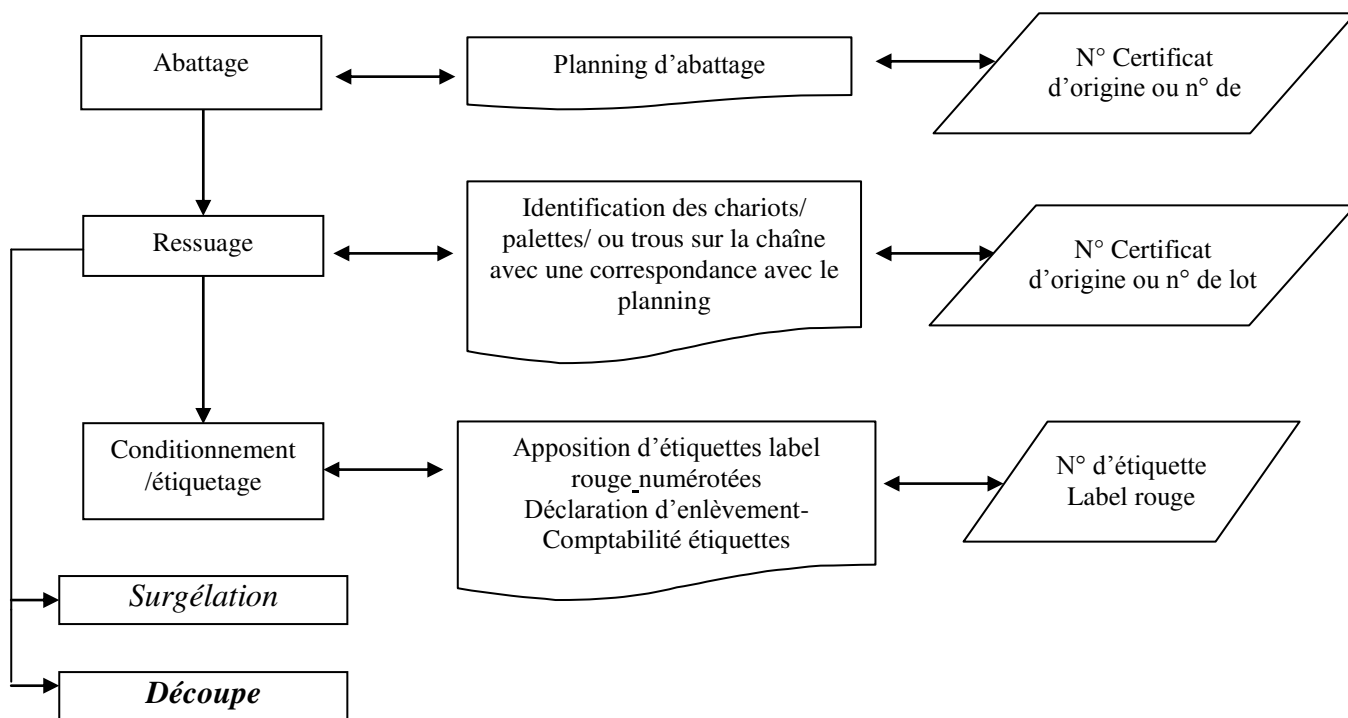 Abattage
Planning d'abattage
N° Certificat
d'origine ou n° de
Ressuage
Identification des chariots/
palettes/ ou trous sur la chaîne
avec une correspondance avec le
planning
N° Certificat
d'origine ou n° de lot
Conditionnement
/étiquetage
Apposition d'étiquettes label
rouge numérotées
Déclaration d'enlèvement-
Comptabilité étiquettes
N° d'étiquette
Label rouge
Surgélation
Découpe